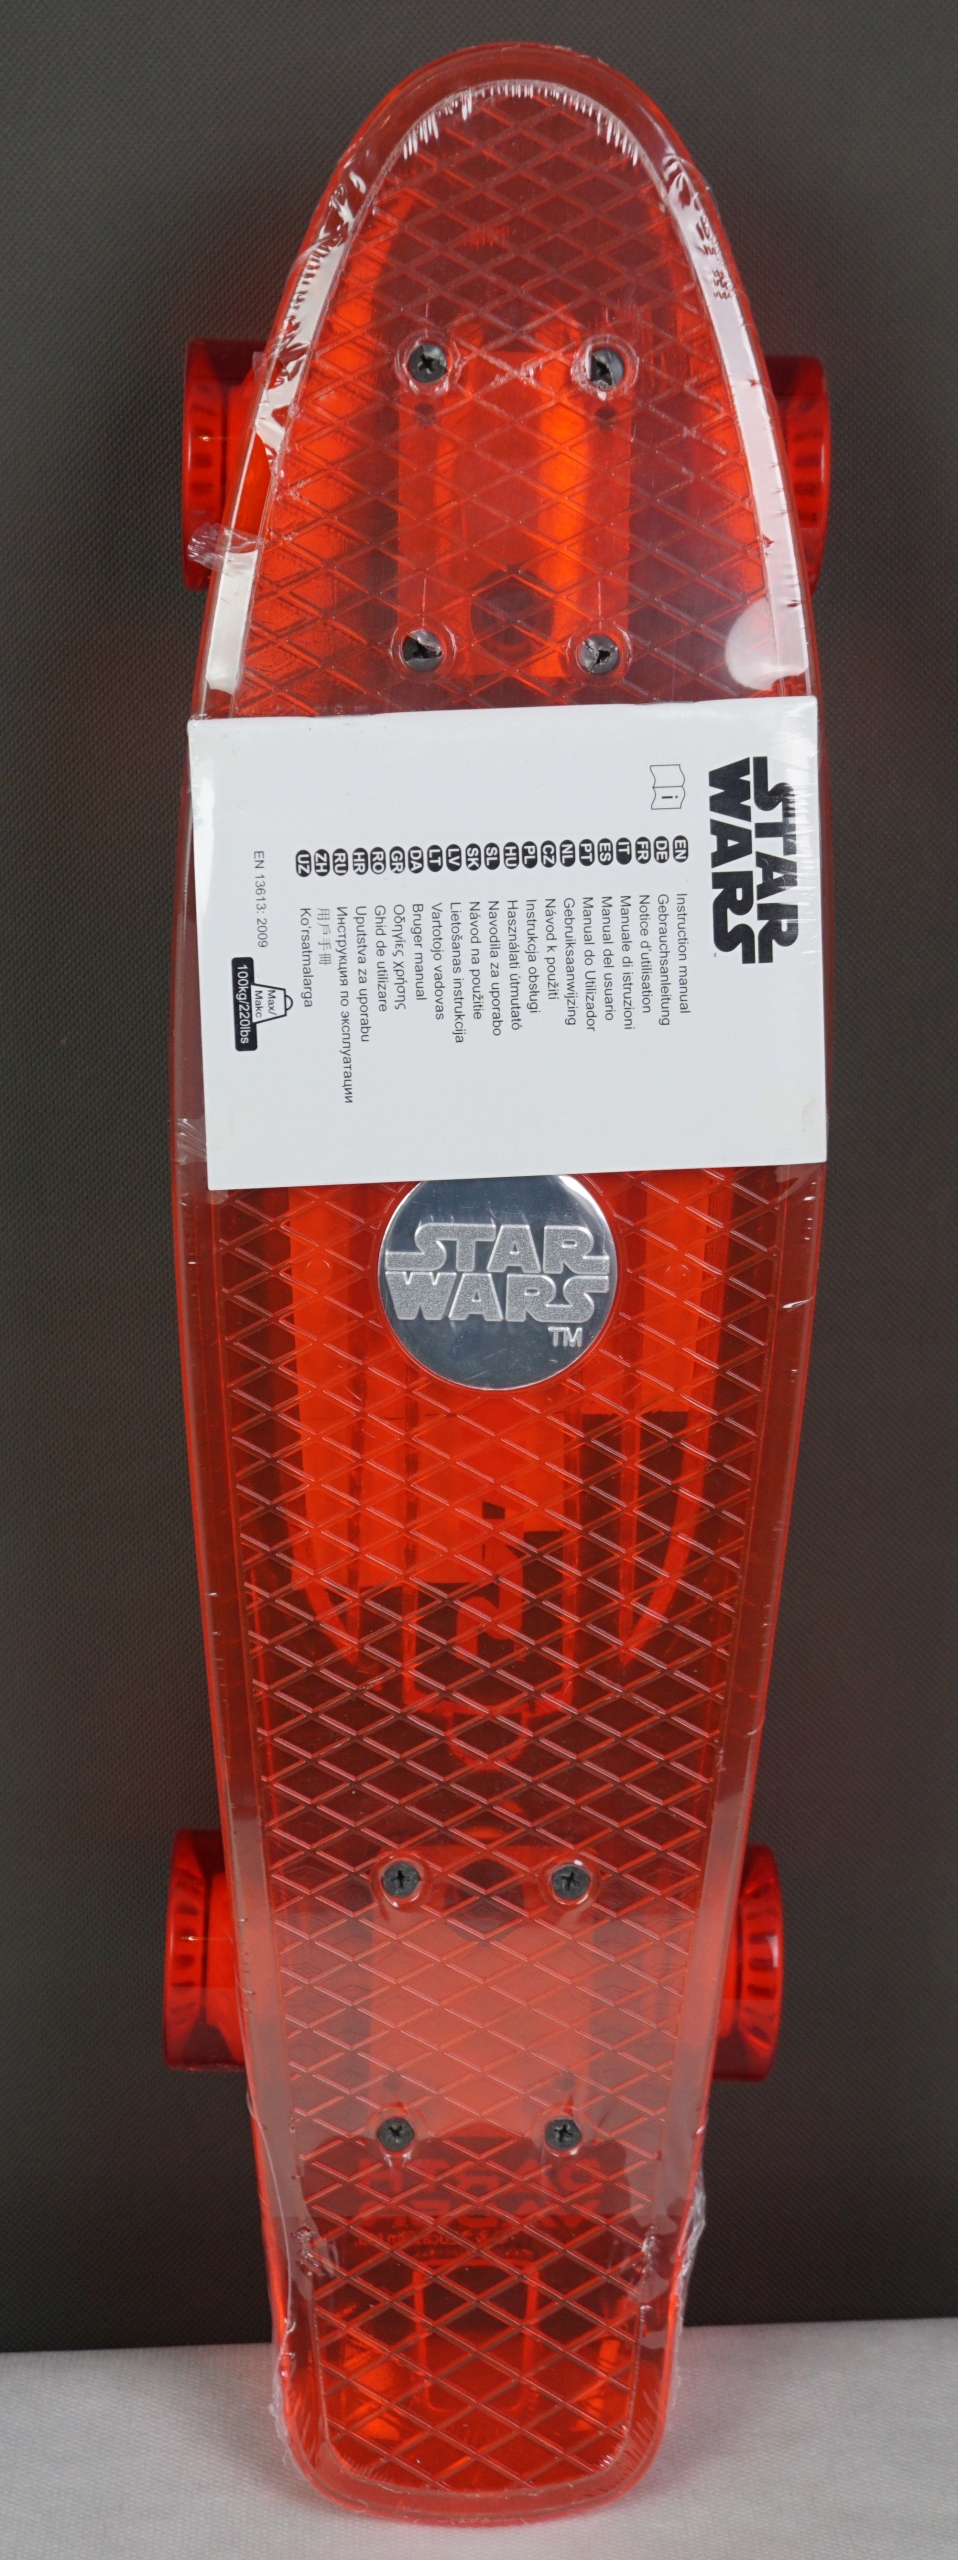 STAR
WARS
EN Instruction manual
DE Gebrauchsanleitung
FR Notice d'utilisation
IT Manuale di istruzioni
ES Manual del usuario
PT Manual do Utilizador
NL Gebruiksaanwijzing
CZ Návod k použití
PL Instrukcja obsługi
HU Használati útmutató
SL Navodila za uporabo
SK Návod na použitie
LV Lietošanas instrukcija
LT Vartotojo vadovas
DA Bruger manual
GR Οδηγίες χρήσης
RO Ghid de utilizare
HR Uputstva za uporabu
RU Инструкция по эксплуатации
ZH 用戶手冊
UZ Ko'rsatmalarga
EN 13613: 2009
Max/
Макс
100kg/220lbs
STAR
WARS
TM
DARTH
VADER